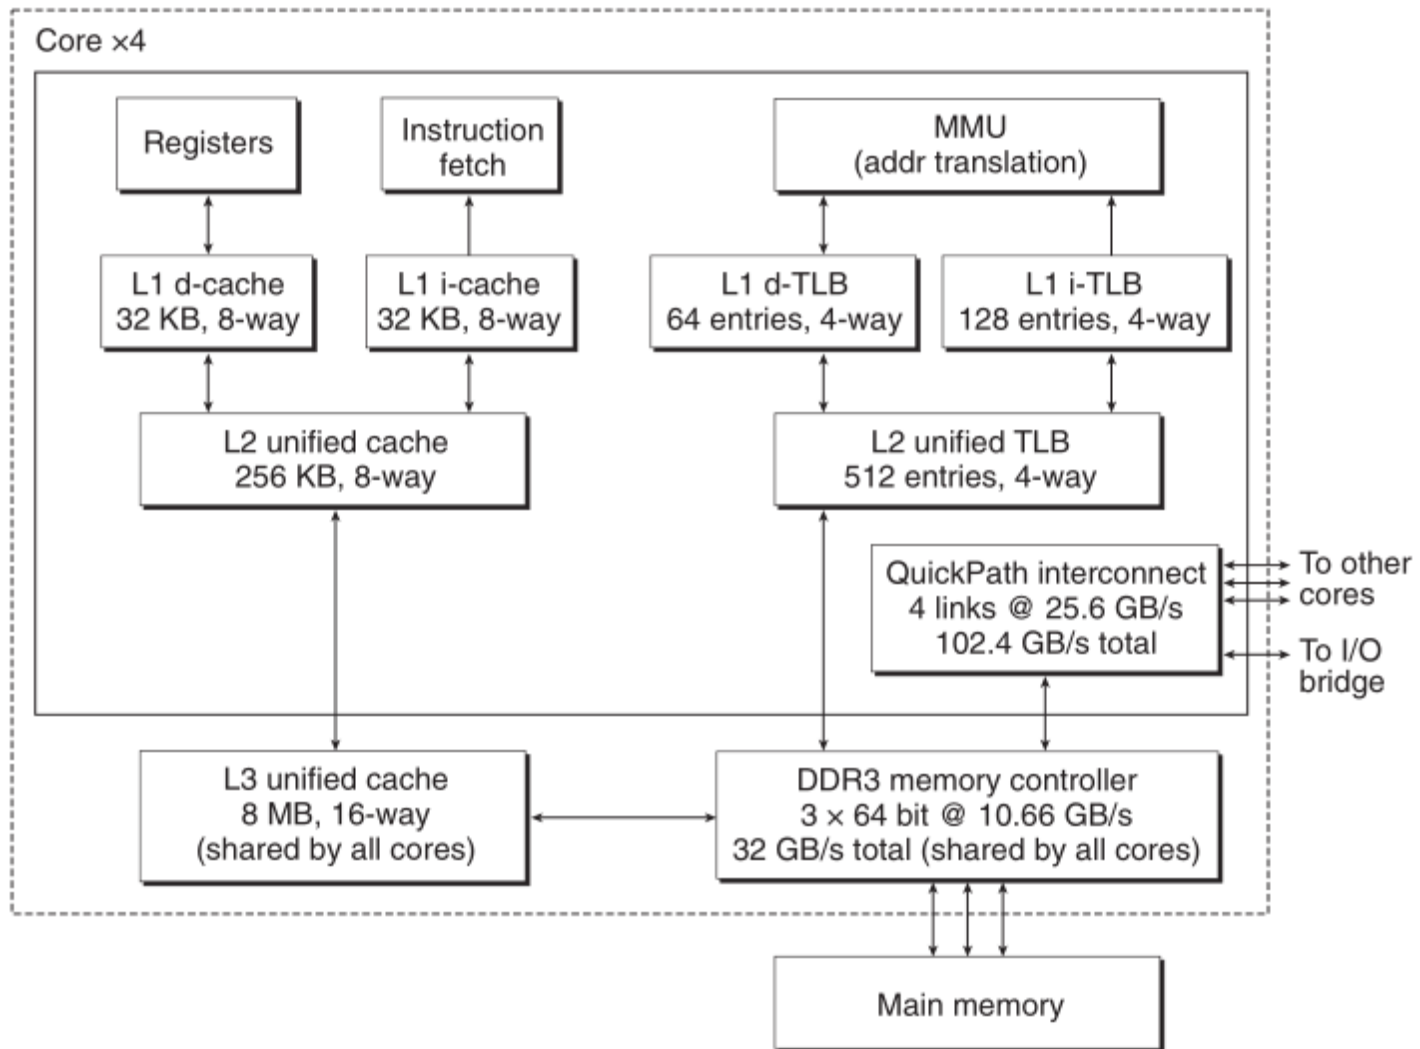 Core ×4
Registers
Instruction
fetch
MMU
(addr translation)
L1 d-cache
32 KB, 8-way
L1 i-cache
32 KB, 8-way
L1 d-TLB
64 entries, 4-way
L1 i-TLB
128 entries, 4-way
L2 unified cache
256 KB, 8-way
L2 unified TLB
512 entries, 4-way
QuickPath interconnect
4 links @ 25.6 GB/s
102.4 GB/s total
To other
cores
To I/O
bridge
L3 unified cache
8 MB, 16-way
(shared by all cores)
DDR3 memory controller
3 × 64 bit @ 10.66 GB/s
32 GB/s total (shared by all cores)
Main memory